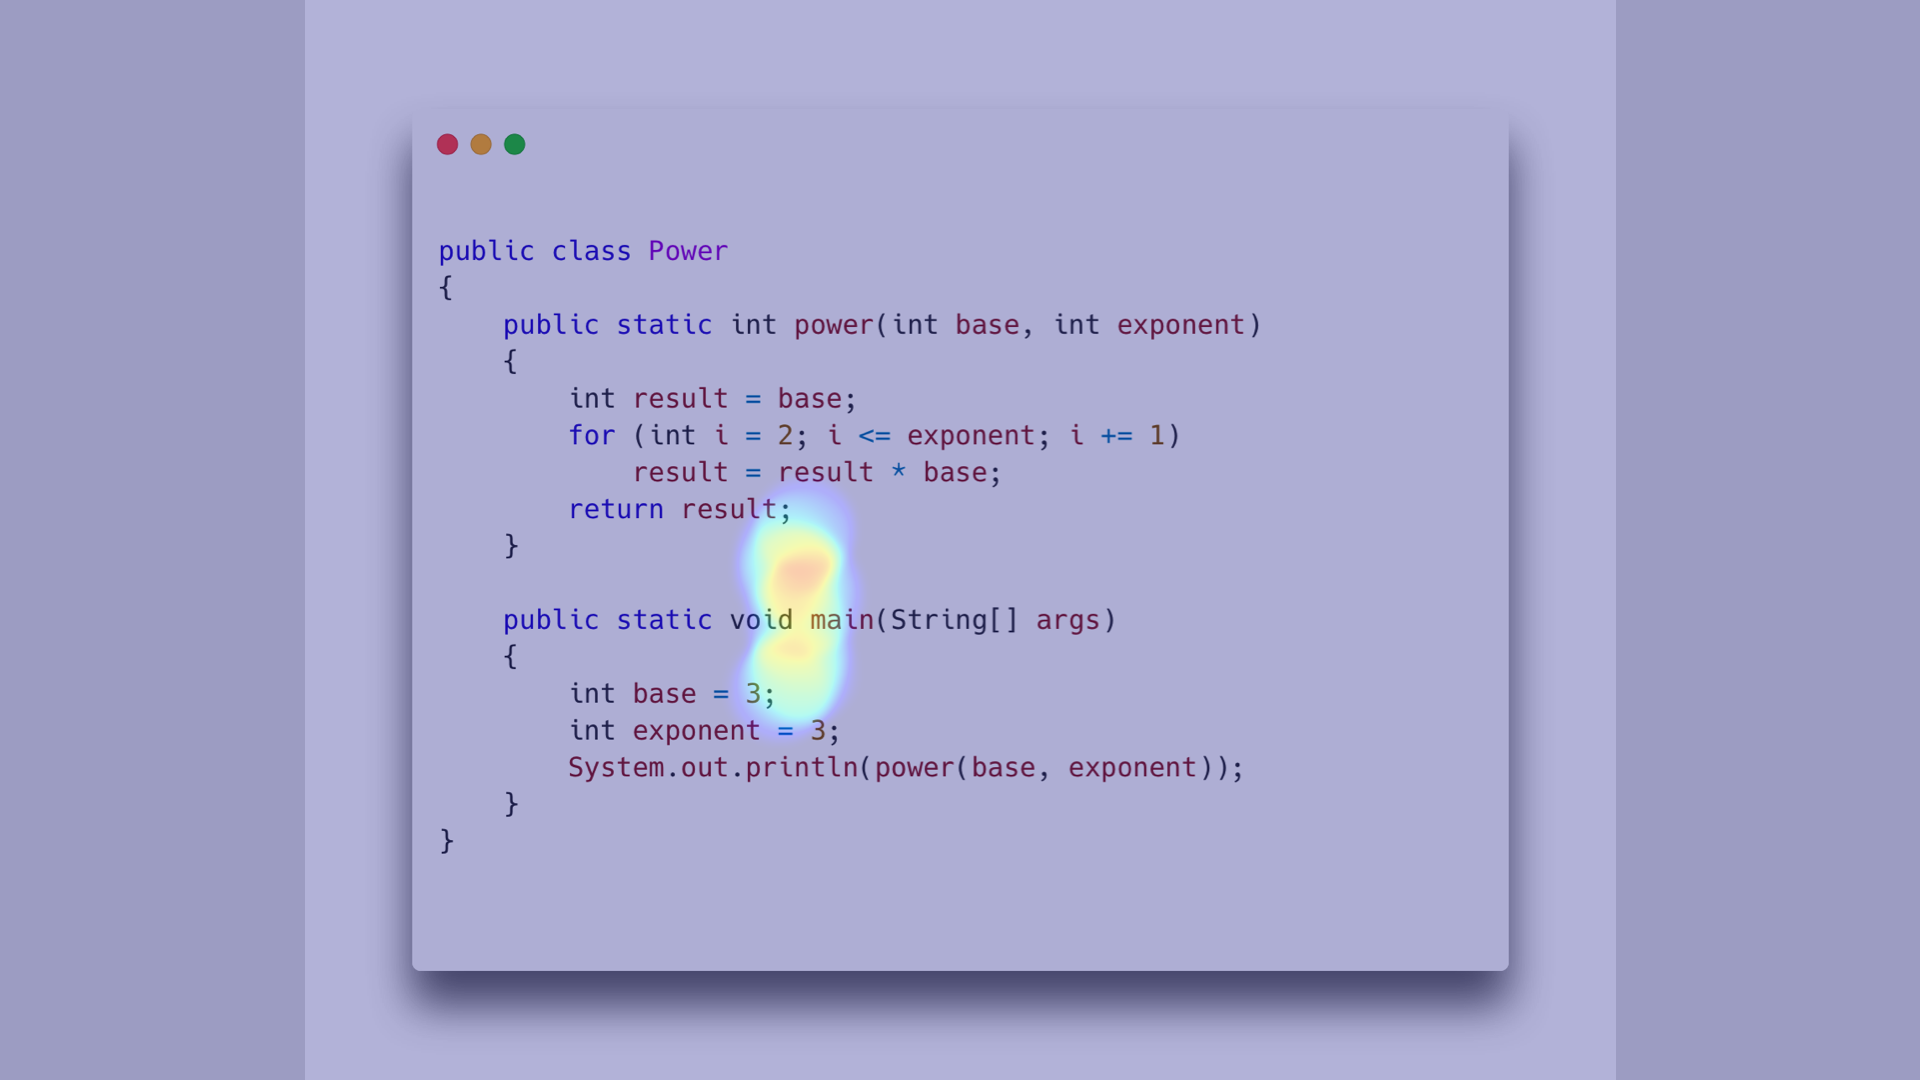 public class Power
{
    public static int power(int base, int exponent)
    {
        int result = base;
        for (int i = 2; i <= exponent; i += 1)
            result = result * base;
        return result;
    }

    public static void main(String[] args)
    {
        int base = 3;
        int exponent = 3;
        System.out.println(power(base, exponent));
    }
}